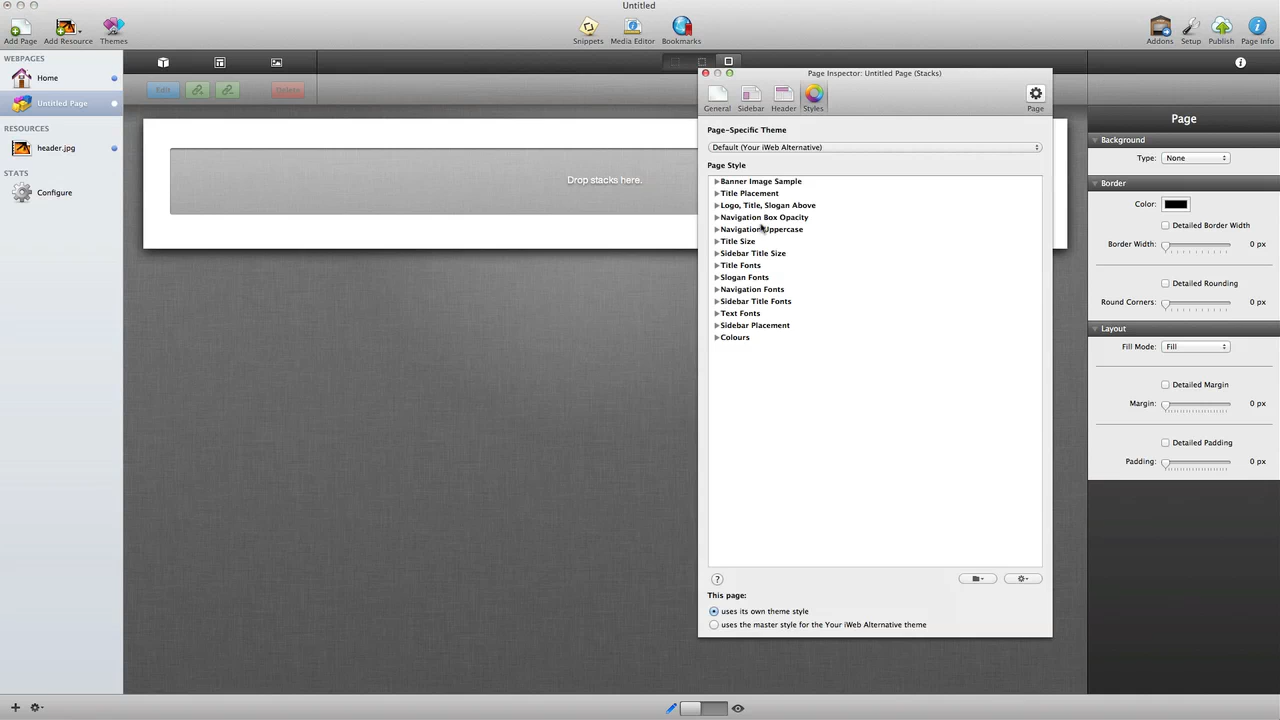 Untitled
Add Page
Add Resource
Themes
Snippets
Media Editor
Bookmarks
Addons
Setup
Publish
Page Info
WEBPAGES
Home
Untitled Page
RESOURCES
header.jpg
STATS
Configure
Edit
Delete
Drop stacks here.
Page Inspector: Untitled Page (Stacks)
General
Sidebar
Header
Styles
Page
Page-Specific Theme
Default (Your iWeb Alternative)
Page Style
Banner Image Sample
Title Placement
Logo, Title, Slogan Above
Navigation Box Opacity
Navigation Uppercase
Title Size
Sidebar Title Size
Title Fonts
Slogan Fonts
Navigation Fonts
Sidebar Title Fonts
Text Fonts
Sidebar Placement
Colours
?
This page:
uses its own theme style
uses the master style for the Your iWeb Alternative theme
Page
Background
Type: None
Border
Color:
Detailed Border Width
Border Width: 0 px
Detailed Rounding
Round Corners: 0 px
Layout
Fill Mode: Fill
Detailed Margin
Margin: 0 px
Detailed Padding
Padding: 0 px